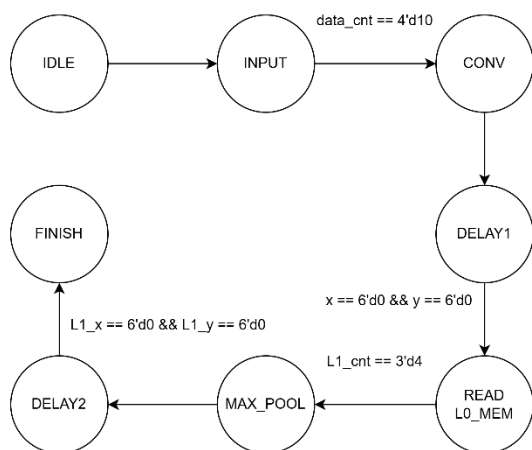 data_cnt == 4'd10
IDLE
INPUT
CONV
FINISH
DELAY1
x == 6'd0 && y == 6'd0
L1_x == 6'd0 && L1_y == 6'd0
L1_cnt == 3'd4
DELAY2
MAX_POOL
READ
L0_MEM